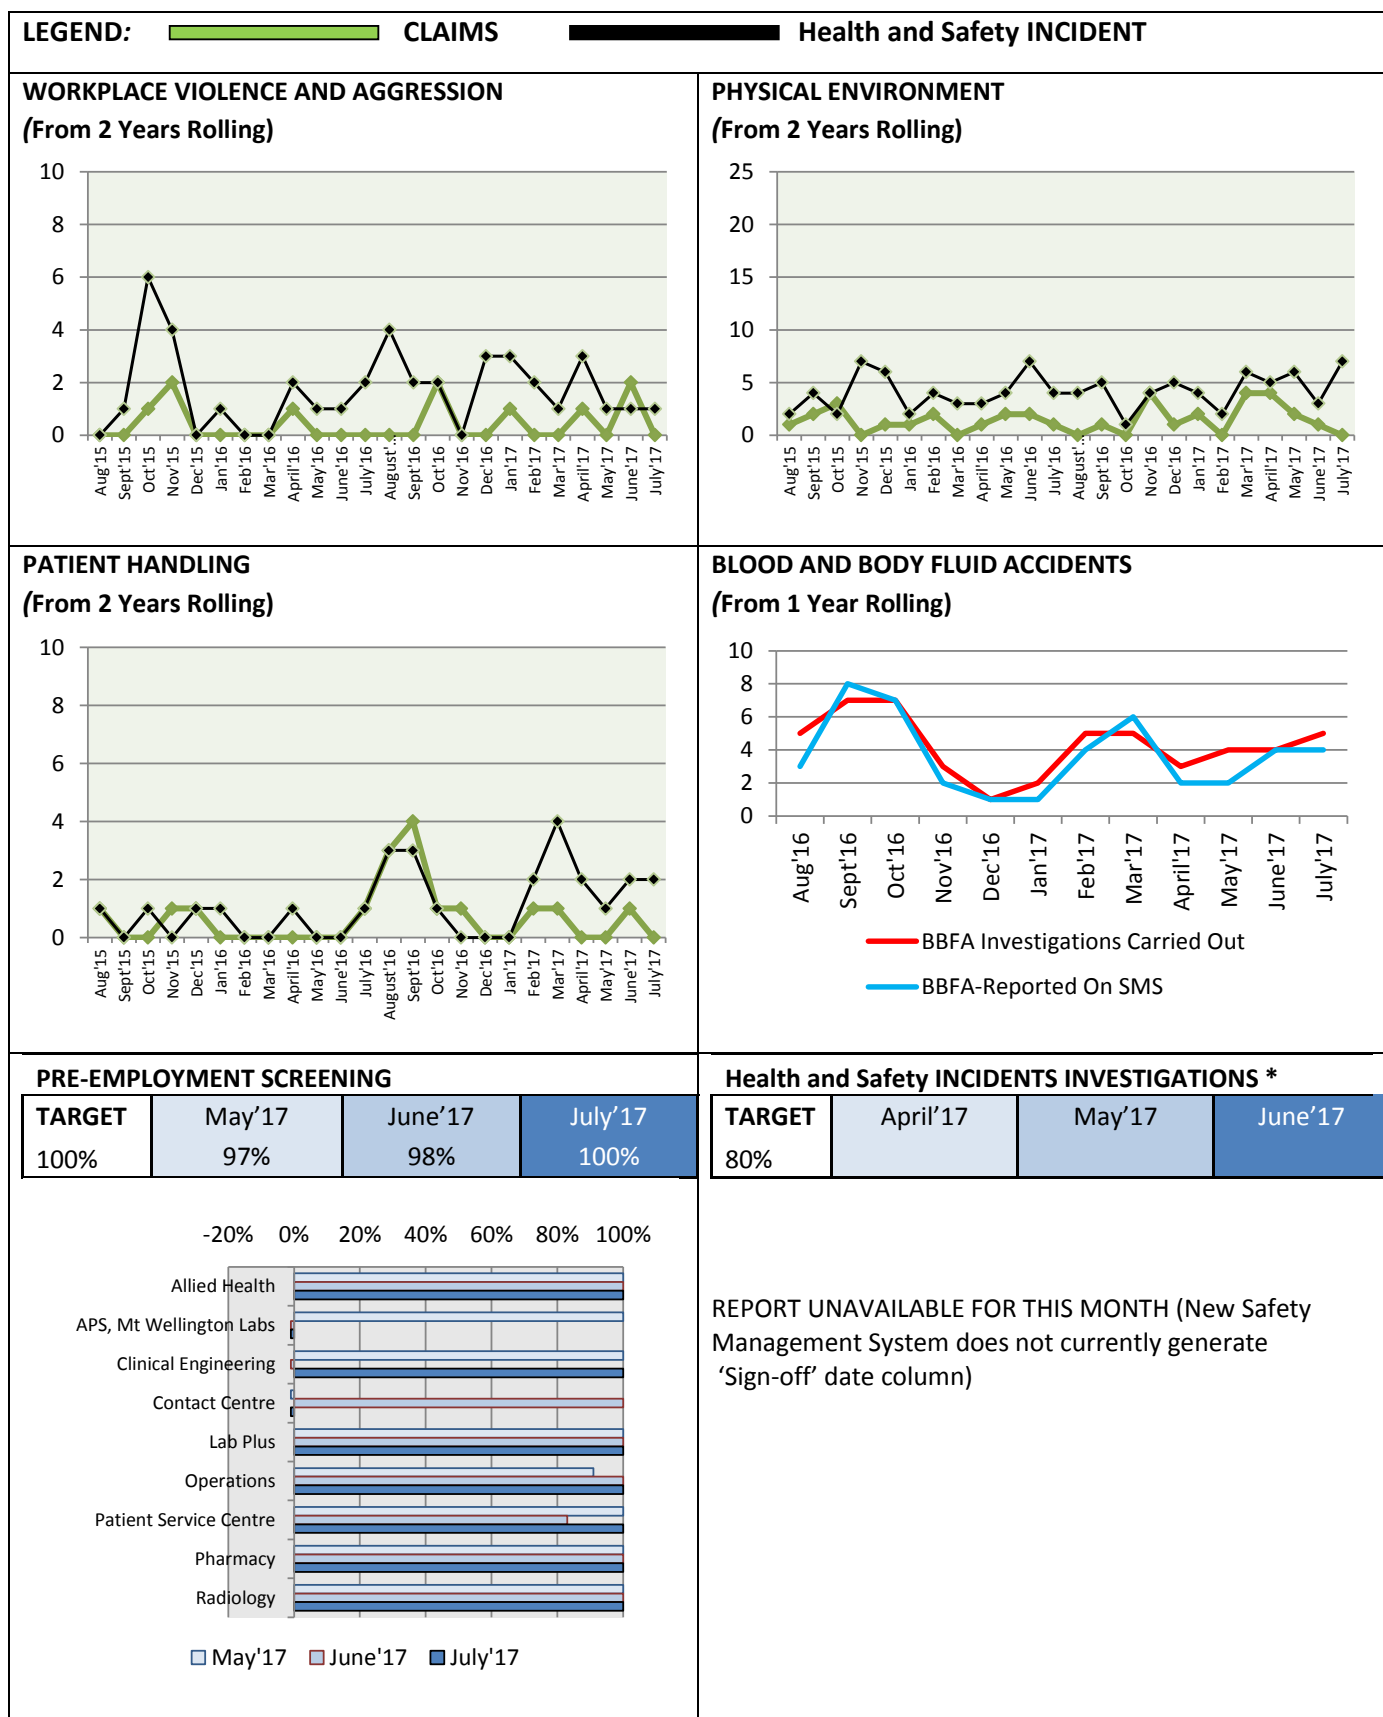 LEGEND: CLAIMS Health and Safety INCIDENT
WORKPLACE VIOLENCE AND AGGRESSION
(From 2 Years Rolling)
10
8
6
4
2
0
Aug'15
Sept'15
Oct'15
Nov'15
Dec'15
Jan'16
Feb'16
Mar'16
April'16
May'16
June'16
July'16
August'...
Sept'16
Oct'16
Nov'16
Dec'16
Jan'17
Feb'17
Mar'17
April'17
May'17
June'17
July'17
PHYSICAL ENVIRONMENT
(From 2 Years Rolling)
25
20
15
10
5
0
Aug'15
Sept'15
Oct'15
Nov'15
Dec'15
Jan'16
Feb'16
Mar'16
April'16
May'16
June'16
July'16
August'...
Sept'16
Oct'16
Nov'16
Dec'16
Jan'17
Feb'17
Mar'17
April'17
May'17
June'17
July'17
PATIENT HANDLING
(From 2 Years Rolling)
10
8
6
4
2
0
Aug'15
Sept'15
Oct'15
Nov'15
Dec'15
Jan'16
Feb'16
Mar'16
April'16
May'16
June'16
July'16
August'16
Sept'16
Oct'16
Nov'16
Dec'16
Jan'17
Feb'17
Mar'17
April'17
May'17
June'17
July'17
BLOOD AND BODY FLUID ACCIDENTS
(From 1 Year Rolling)
10
8
6
4
2
0
Aug'16
Sept'16
Oct'16
Nov'16
Dec'16
Jan'17
Feb'17
Mar'17
April'17
May'17
June'17
July'17
BBFA Investigations Carried Out
BBFA-Reported On SMS
PRE-EMPLOYMENT SCREENING
TARGET May’17 June’17 July’17
100% 97% 98% 100%
-20% 0% 20% 40% 60% 80% 100%
Allied Health
APS, Mt Wellington Labs
Clinical Engineering
Contact Centre
Lab Plus
Operations
Patient Service Centre
Pharmacy
Radiology
May'17 June'17 July'17
Health and Safety INCIDENTS INVESTIGATIONS *
TARGET April’17 May’17 June’17
80%
REPORT UNAVAILABLE FOR THIS MONTH (New Safety
Management System does not currently generate
‘Sign-off’ date column)